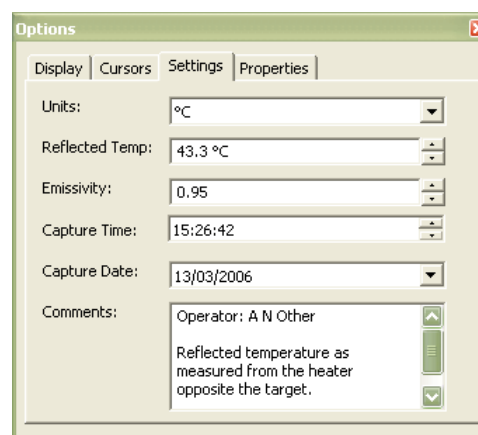 Options
Display Cursors Settings Properties
Units: °C
Reflected Temp: 43.3 °C
Emissivity: 0.95
Capture Time: 15:26:42
Capture Date: 13/03/2006
Comments: Operator: A N Other
Reflected temperature as
measured from the heater
opposite the target.